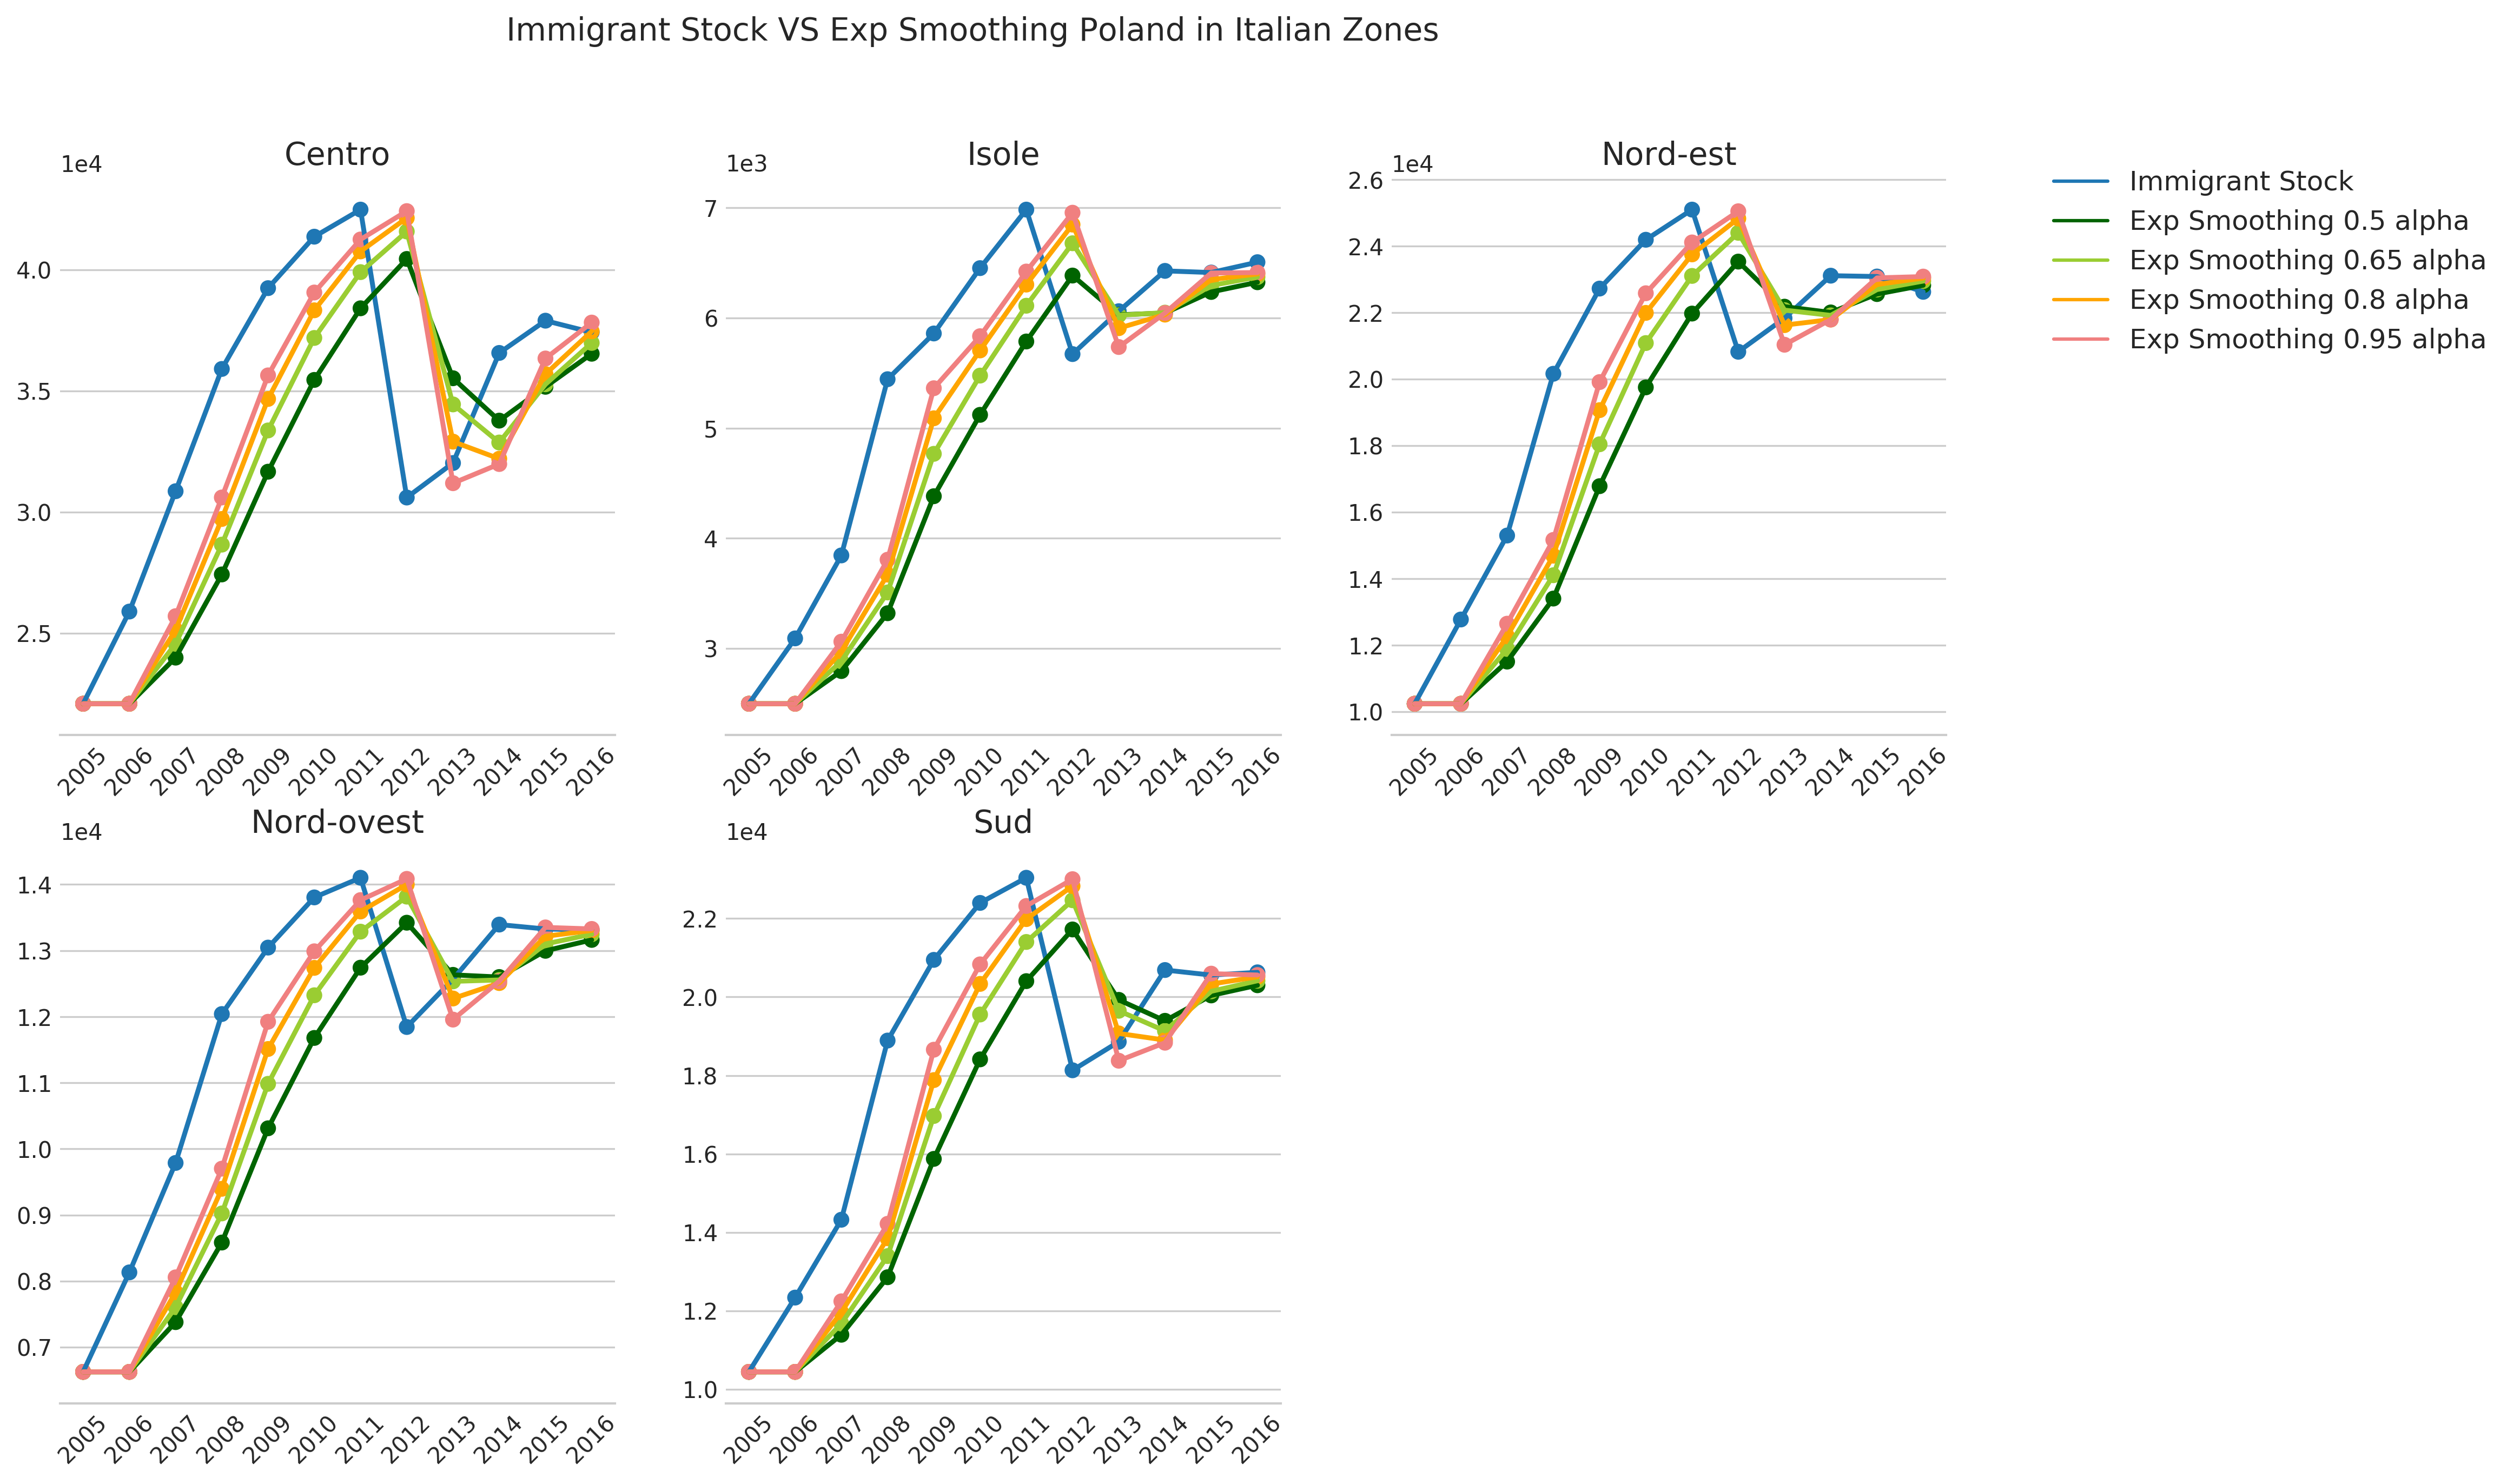 Immigrant Stock VS Exp Smoothing Poland in Italian Zones
Centro
1e4
4.0
3.5
3.0
2.5
2005 2006 2007 2008 2009 2010 2011 2012 2013 2014 2015 2016
Isole
1e3
7
6
5
4
3
2005 2006 2007 2008 2009 2010 2011 2012 2013 2014 2015 2016
Nord-est
1e4
2.6
2.4
2.2
2.0
1.8
1.6
1.4
1.2
1.0
2005 2006 2007 2008 2009 2010 2011 2012 2013 2014 2015 2016
Immigrant Stock
Exp Smoothing 0.5 alpha
Exp Smoothing 0.65 alpha
Exp Smoothing 0.8 alpha
Exp Smoothing 0.95 alpha
Nord-ovest
1e4
1.4
1.3
1.2
1.1
1.0
0.9
0.8
0.7
2005 2006 2007 2008 2009 2010 2011 2012 2013 2014 2015 2016
Sud
1e4
2.2
2.0
1.8
1.6
1.4
1.2
1.0
2005 2006 2007 2008 2009 2010 2011 2012 2013 2014 2015 2016